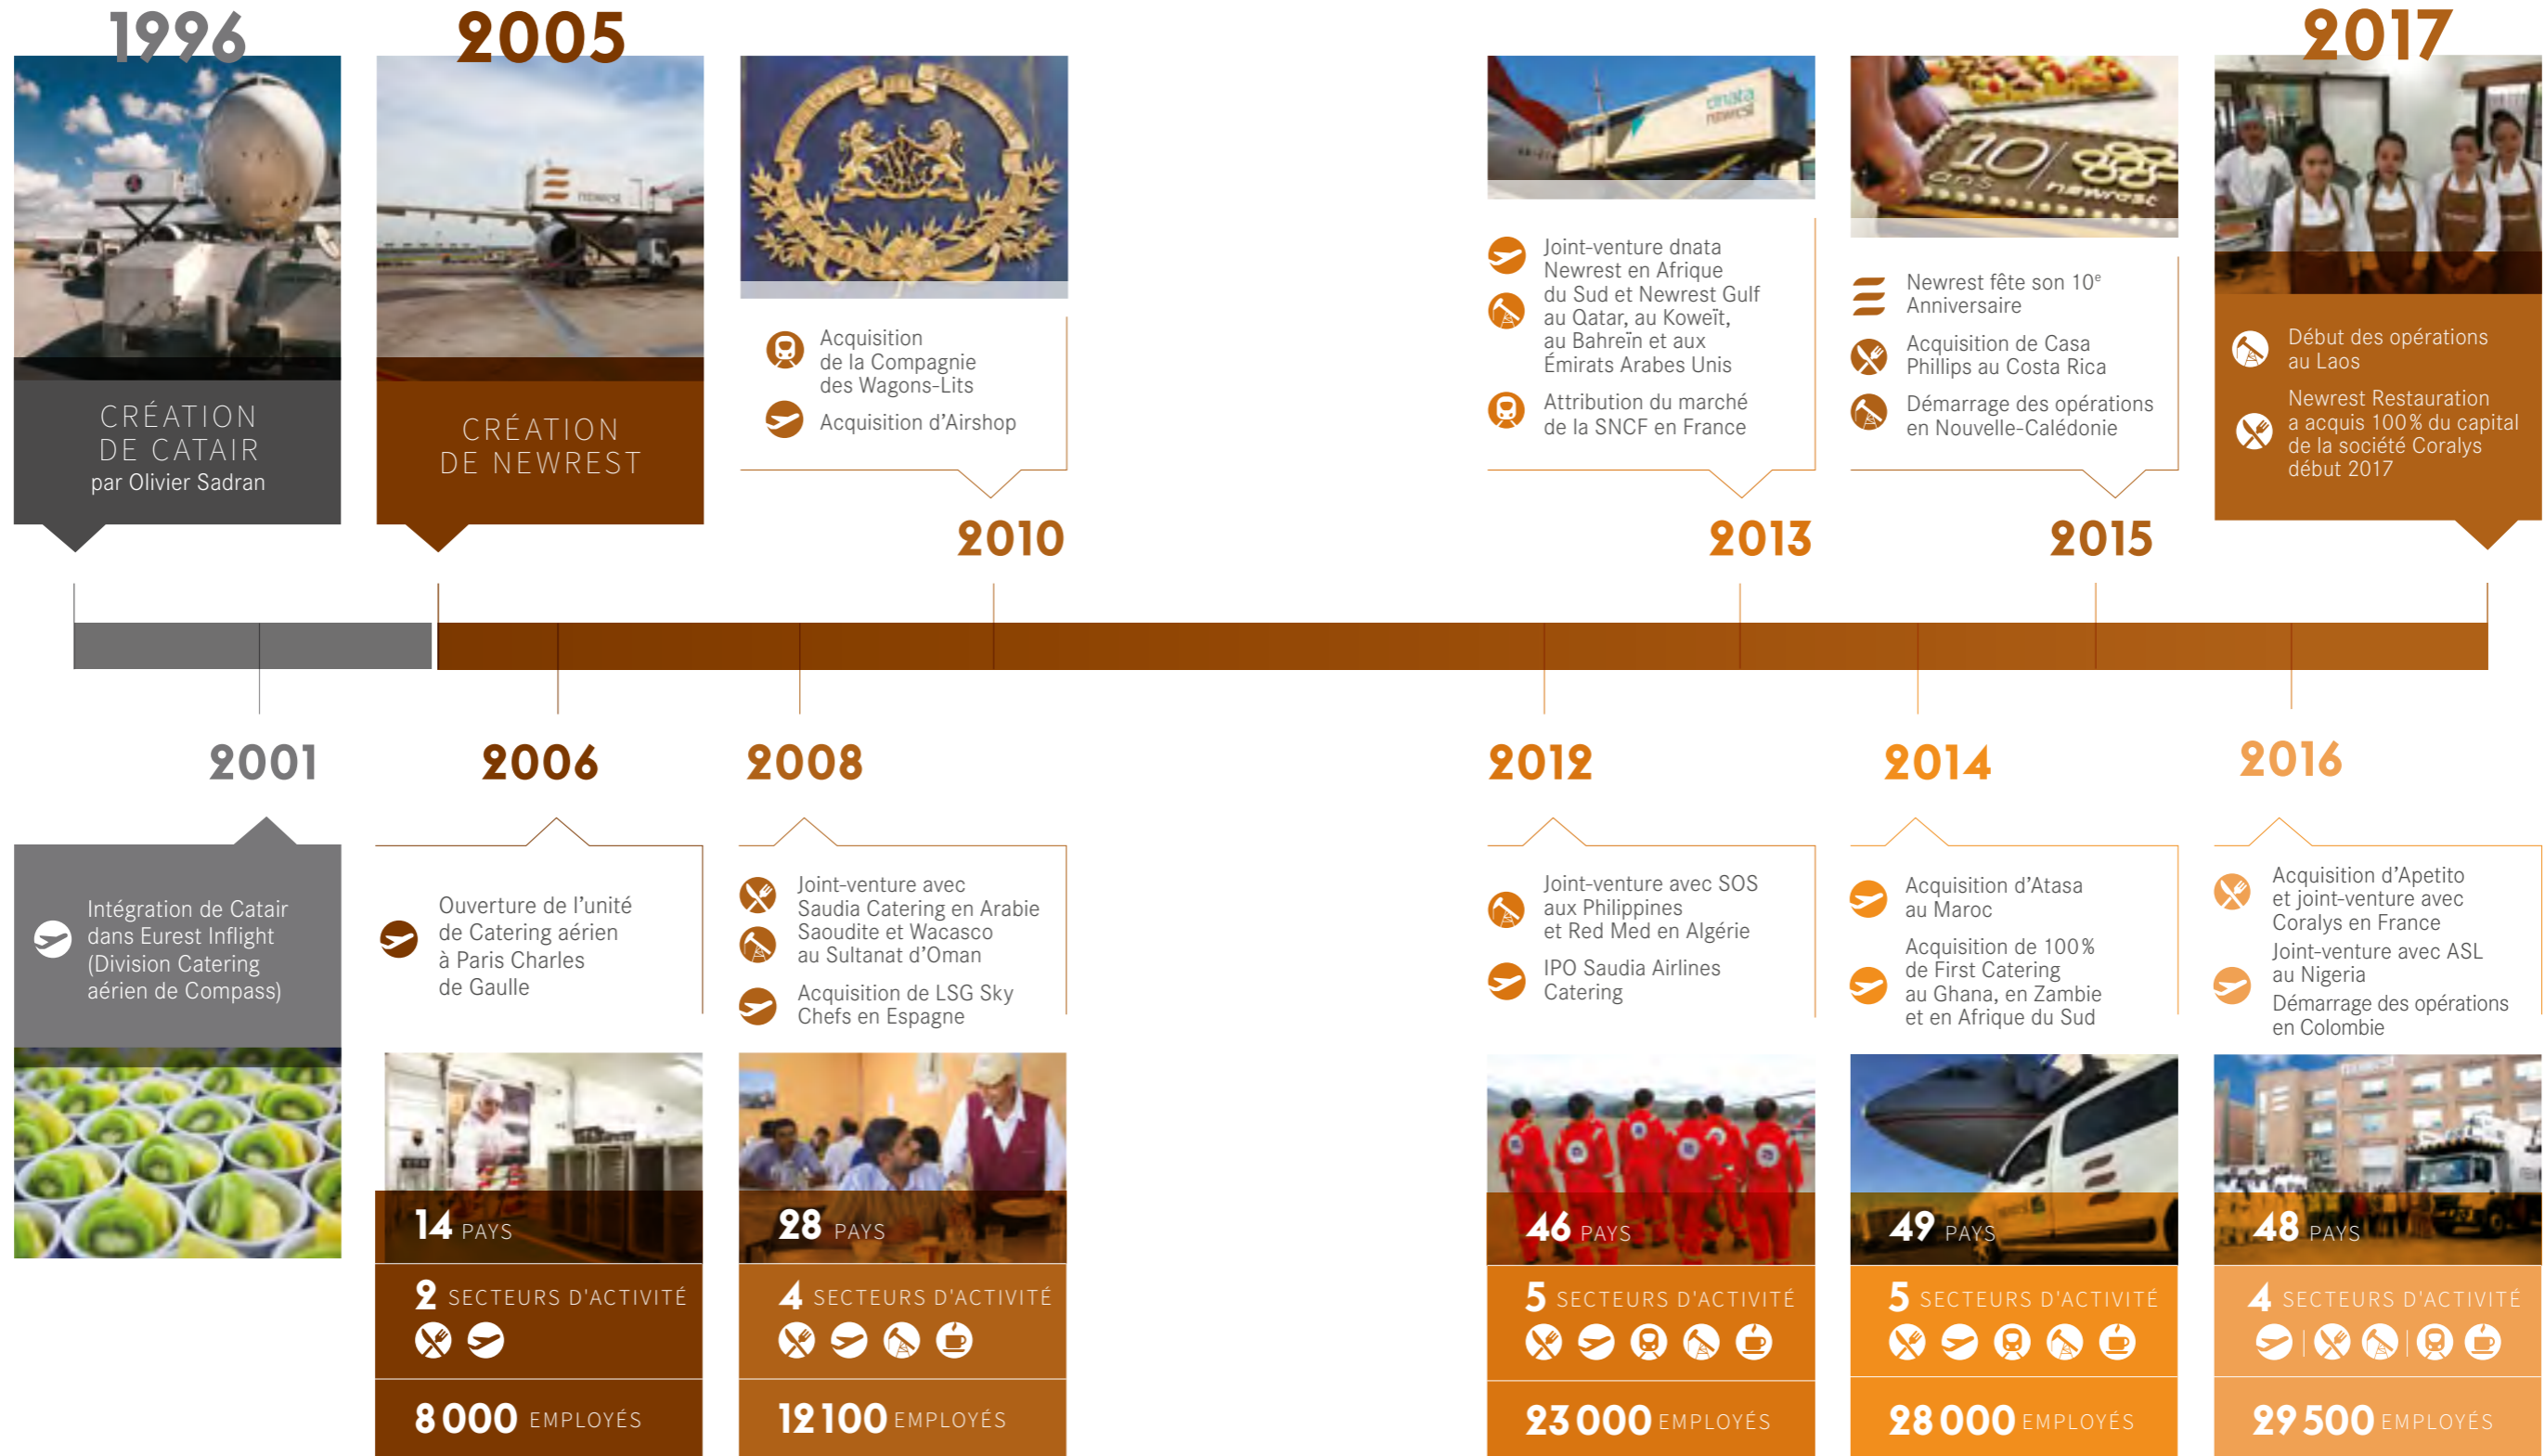 1996
CRÉATION
DE CATAIR
par Olivier Sadran
2005
newrest
CRÉATION
DE NEWREST
Acquisition
de la Compagnie
des Wagons-Lits
Acquisition d'Airshop
2010
dnata
newrest
Joint-venture dnata
Newrest en Afrique
du Sud et Newrest Gulf
au Qatar, au Koweït,
au Bahreïn et aux
Émirats Arabes Unis
Attribution du marché
de la SNCF en France
2013
10
ans
newrest
Newrest fête son 10e
Anniversaire
Acquisition de Casa
Phillips au Costa Rica
Démarrage des opérations
en Nouvelle-Calédonie
2015
2017
Début des opérations
au Laos
Newrest Restauration
a acquis 100 % du capital
de la société Coralys
début 2017
2001
Intégration de Catair
dans Eurest Inflight
(Division Catering
aérien de Compass)
2006
Ouverture de l'unité
de Catering aérien
à Paris Charles
de Gaulle
14 PAYS
2 SECTEURS D'ACTIVITÉ
8 000 EMPLOYÉS
2008
Joint-venture avec
Saudia Catering en Arabie
Saoudite et Wacasco
au Sultanat d'Oman
Acquisition de LSG Sky
Chefs en Espagne
28 PAYS
4 SECTEURS D'ACTIVITÉ
12 100 EMPLOYÉS
2012
Joint-venture avec SOS
aux Philippines
et Red Med en Algérie
IPO Saudia Airlines
Catering
46 PAYS
5 SECTEURS D'ACTIVITÉ
23 000 EMPLOYÉS
2014
Acquisition d'Atasa
au Maroc
Acquisition de 100 %
de First Catering
au Ghana, en Zambie
et en Afrique du Sud
49 PAYS
5 SECTEURS D'ACTIVITÉ
28 000 EMPLOYÉS
2016
Acquisition d'Apetito
et joint-venture avec
Coralys en France
Joint-venture avec ASL
au Nigeria
Démarrage des opérations
en Colombie
48 PAYS
4 SECTEURS D'ACTIVITÉ
29 500 EMPLOYÉS